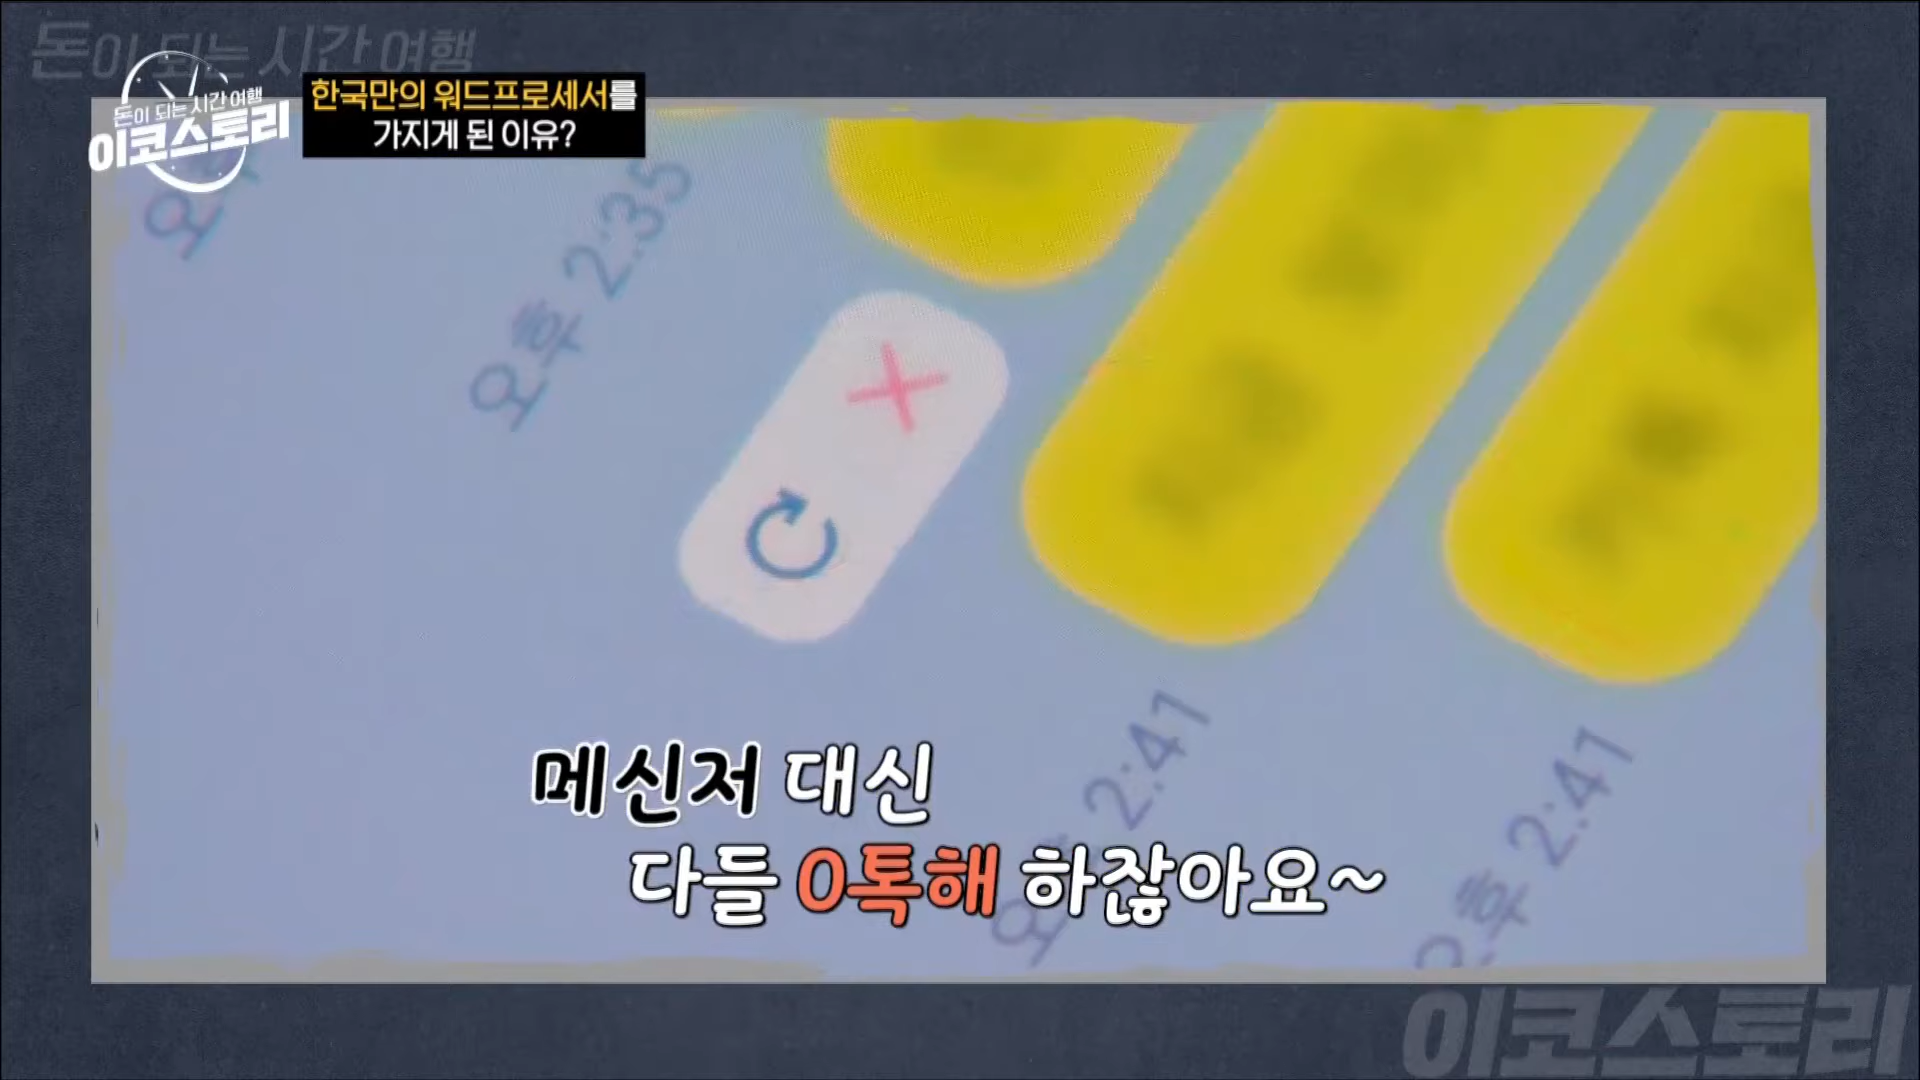 돈이 되는 시간 여행
돈이 되는 시간 여행
이코스토리
한국만의 워드프로세서를
가지게 된 이유?
오후 2:35
메신저 대신
다들 O톡해 하잖아요~
오후 2:41
오후 2:41
이코스토리